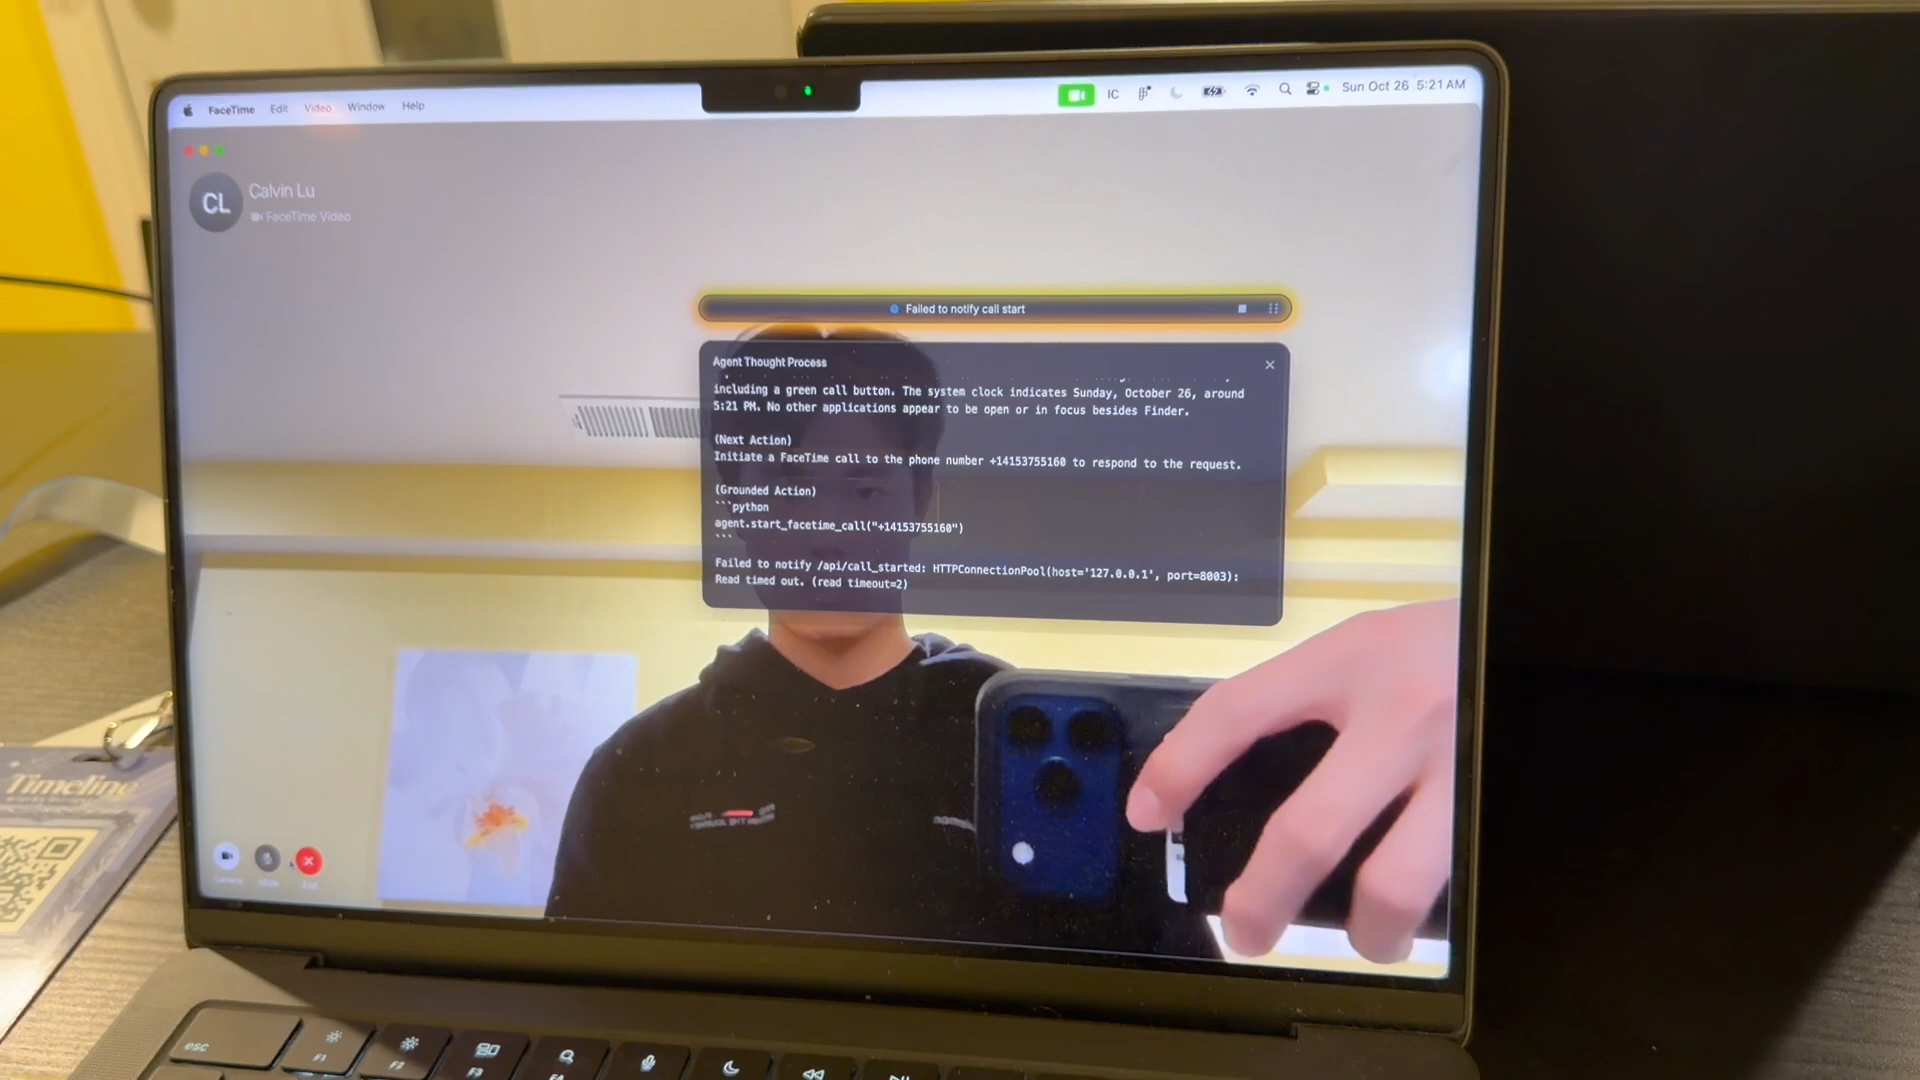 FaceTime Edit Video Window Help
IC
Sun Oct 26 5:21 AM
CL
Calvin Lu
FaceTime Video
Failed to notify call start
Agent Thought Process
including a green call button. The system clock indicates Sunday, October 26, around
5:21 PM. No other applications appear to be open or in focus besides Finder.
(Next Action)
Initiate a FaceTime call to the phone number +14153755160 to respond to the request.
(Grounded Action)
```python
agent.start_facetime_call("+14153755160")
```
Failed to notify /api/call_started: HTTPConnectionPool(host='127.0.0.1', port=8003):
Read timed out. (read timeout=2)
Timeline
Camera Mute End
esc
F1
F2
F3
F4